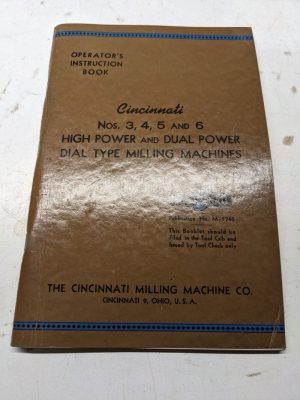 OPERATOR'S
INSTRUCTION
BOOK
Cincinnati
Nos. 3, 4, 5 AND 6
HIGH POWER AND DUAL POWER
DIAL TYPE MILLING MACHINES
Publication No.
This Booklet should be
filed in the Tool Crib and
issued by Tool Check only
THE CINCINNATI MILLING MACHINE CO.
CINCINNATI 9, OHIO, U.S.A.